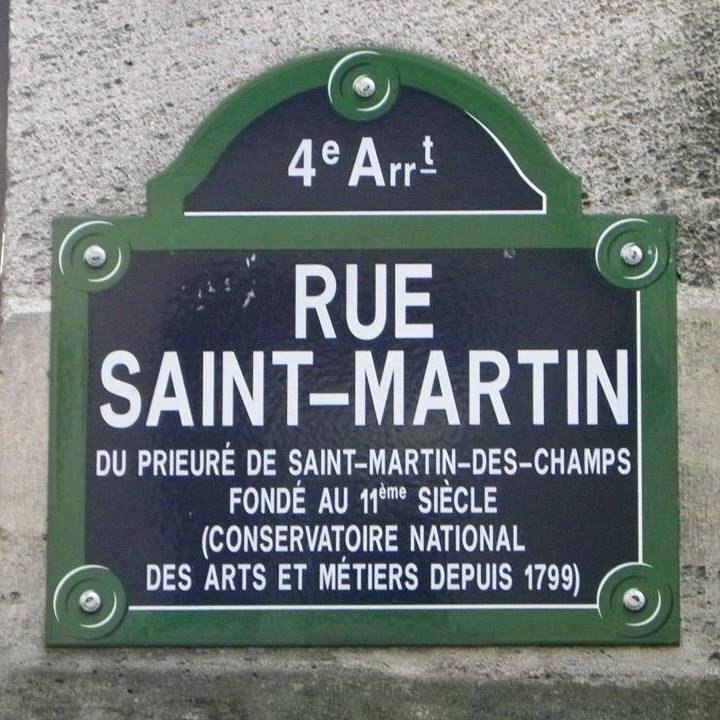 4e Arrt
RUE
SAINT-MARTIN
DU PRIEURÉ DE SAINT-MARTIN-DES-CHAMPS
FONDÉ AU 11ème SIÈCLE
(CONSERVATOIRE NATIONAL
DES ARTS ET MÉTIERS DEPUIS 1799)